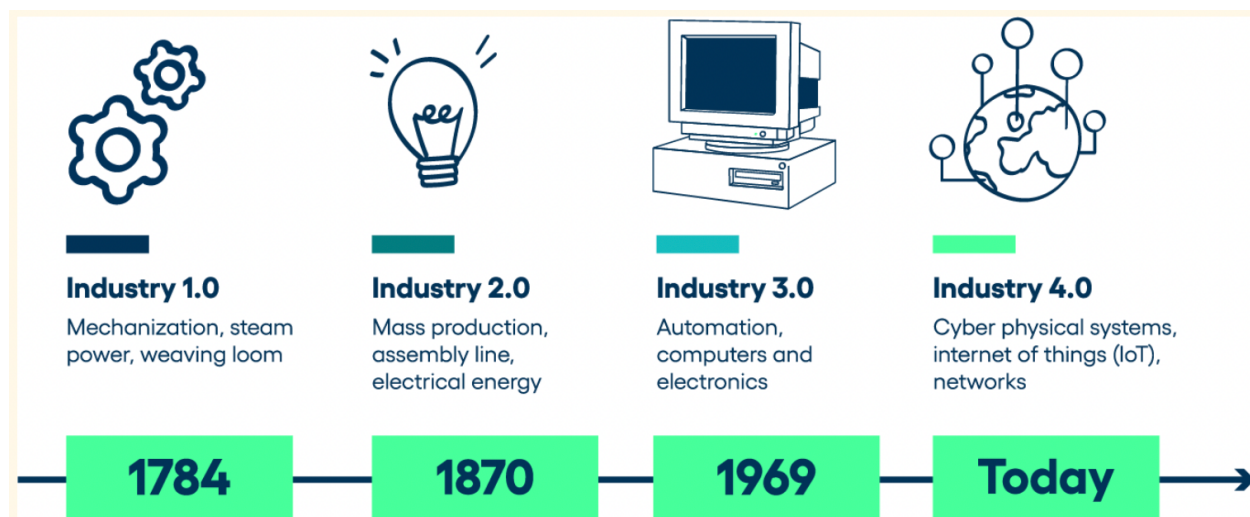 Industry 1.0
Mechanization, steam
power, weaving loom
1784
Industry 2.0
Mass production,
assembly line,
electrical energy
1870
Industry 3.0
Automation,
computers and
electronics
1969
Industry 4.0
Cyber physical systems,
internet of things (IoT),
networks
Today